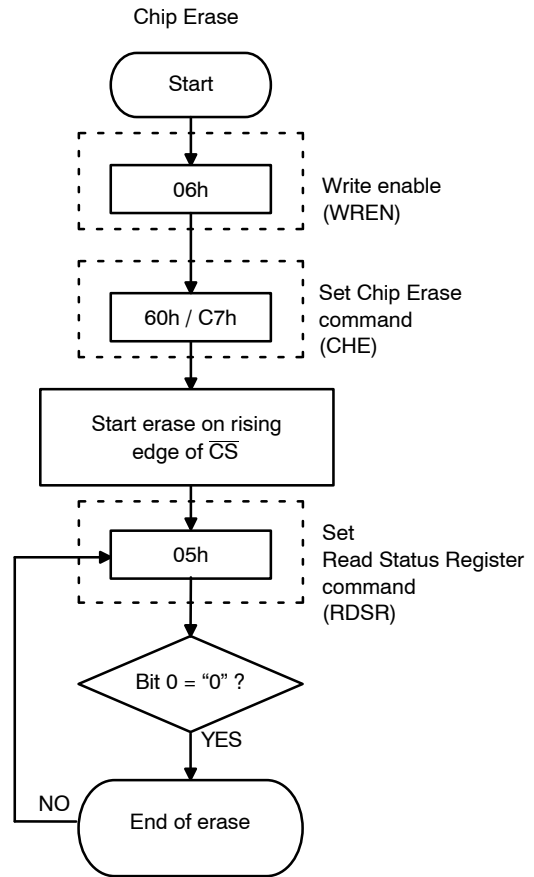 Chip Erase
Start
06h
Write enable
(WREN)
60h / C7h
Set Chip Erase
command
(CHE)
Start erase on rising
edge of C̅S̅
05h
Set
Read Status Register
command
(RDSR)
Bit 0 = “0” ?
YES
NO
End of erase